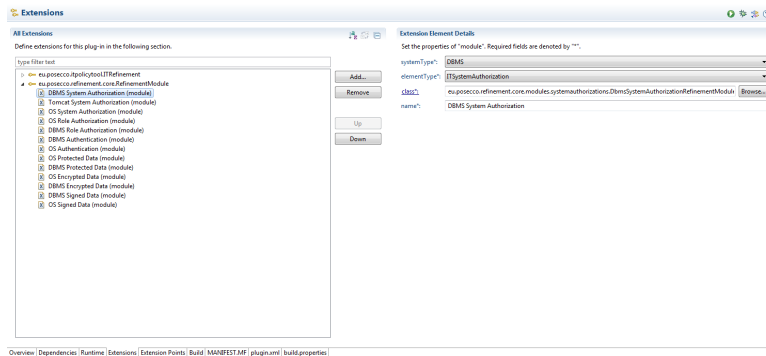 Extensions
All Extensions
Define extensions for this plug-in in the following section.
type filter text
eu.posecco.itpolicytool.ITRefinement
eu.posecco.refinement.core.RefinementModule
DBMS System Authorization (module)
Tomcat System Authorization (module)
OS System Authorization (module)
OS Role Authorization (module)
DBMS Role Authorization (module)
DBMS Authentication (module)
OS Authentication (module)
OS Protected Data (module)
DBMS Protected Data (module)
OS Encrypted Data (module)
DBMS Encrypted Data (module)
DBMS Signed Data (module)
OS Signed Data (module)
Add...
Remove
Up
Down
Extension Element Details
Set the properties of "module". Required fields are denoted by "*".
systemType*: DBMS
elementType*: ITSystemAuthorization
class*: eu.posecco.refinement.core.modules.systemauthorizations.DbmsSystemAuthorizationRefinementModule Browse...
name*: DBMS System Authorization
Overview Dependencies Runtime Extensions Extension Points Build MANIFEST.MF plugin.xml build.properties